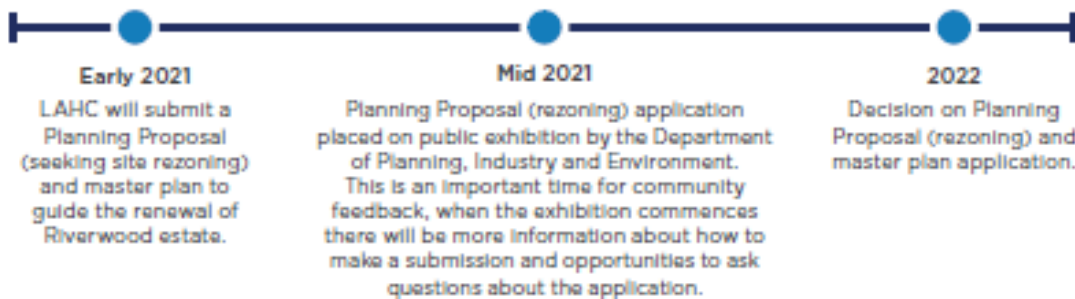 Early 2021
LAHC will submit a
Planning Proposal
(seeking site rezoning)
and master plan to
guide the renewal of
Riverwood estate.
Mid 2021
Planning Proposal (rezoning) application
placed on public exhibition by the Department
of Planning, Industry and Environment.
This is an important time for community
feedback, when the exhibition commences
there will be more information about how to
make a submission and opportunities to ask
questions about the application.
2022
Decision on Planning
Proposal (rezoning) and
master plan application.